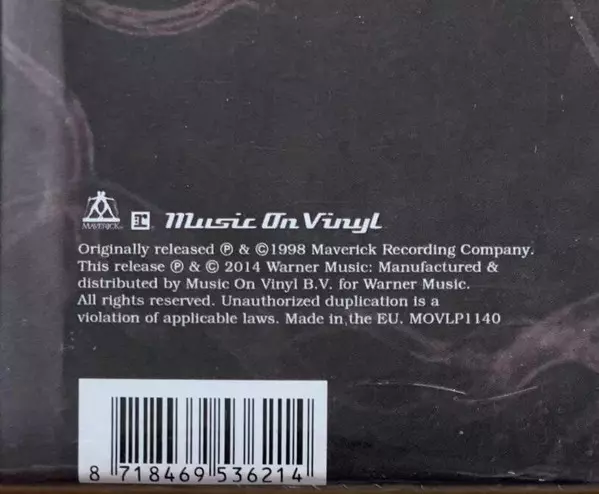 MAVERICK Music On Vinyl
Originally released ℗ & ©1998 Maverick Recording Company.
This release ℗ & © 2014 Warner Music: Manufactured &
distributed by Music On Vinyl B.V. for Warner Music.
All rights reserved. Unauthorized duplication is a
violation of applicable laws. Made in the EU. MOVLP1140
8 718469 536214